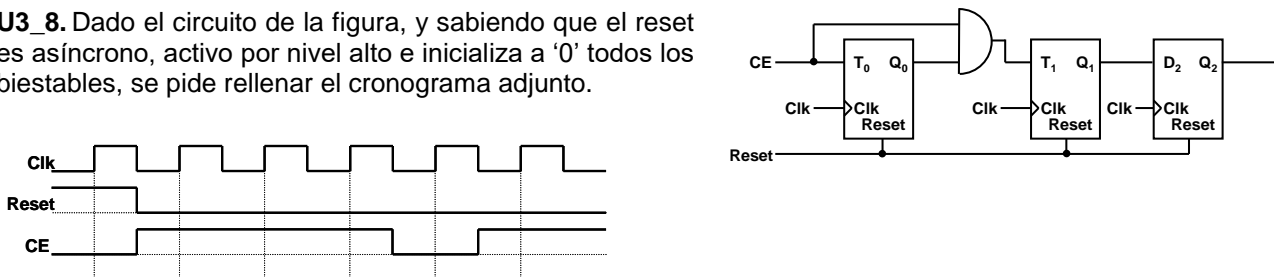 U3_8. Dado el circuito de la figura, y sabiendo que el reset
es asíncrono, activo por nivel alto e inicializa a ‘0’ todos los
biestables, se pide rellenar el cronograma adjunto.
CE
T0 Q0
T1 Q1
D2 Q2
Clk
Clk
Clk
Clk
Clk
Clk
Reset
Reset
Reset
Reset
Clk
Reset
CE